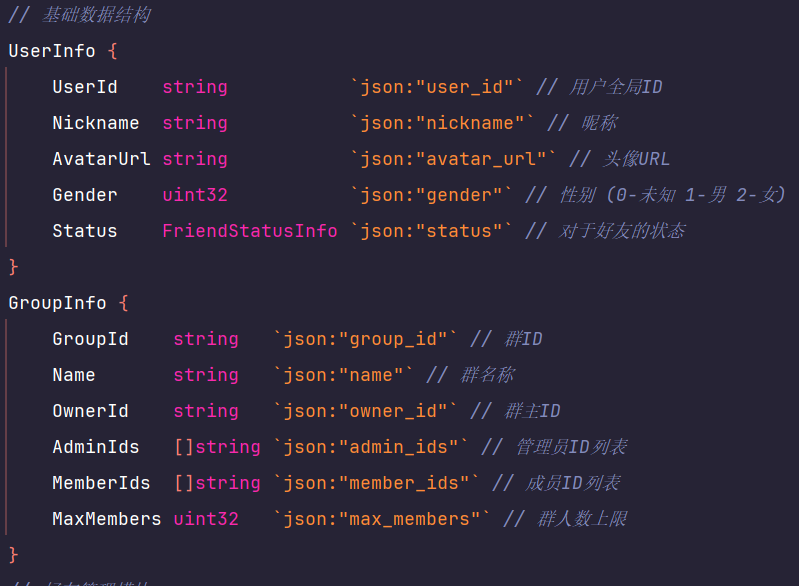 // 基础数据结构
UserInfo {
UserId string `json:"user_id"` // 用户全局ID
Nickname string `json:"nickname"` // 昵称
AvatarUrl string `json:"avatar_url"` // 头像URL
Gender uint32 `json:"gender"` // 性别 (0-未知 1-男 2-女)
Status FriendStatusInfo `json:"status"` // 对于好友的状态
}
GroupInfo {
GroupId string `json:"group_id"` // 群ID
Name string `json:"name"` // 群名称
OwnerId string `json:"owner_id"` // 群主ID
AdminIds []string `json:"admin_ids"` // 管理员ID列表
MemberIds []string `json:"member_ids"` // 成员ID列表
MaxMembers uint32 `json:"max_members"` // 群人数上限
}